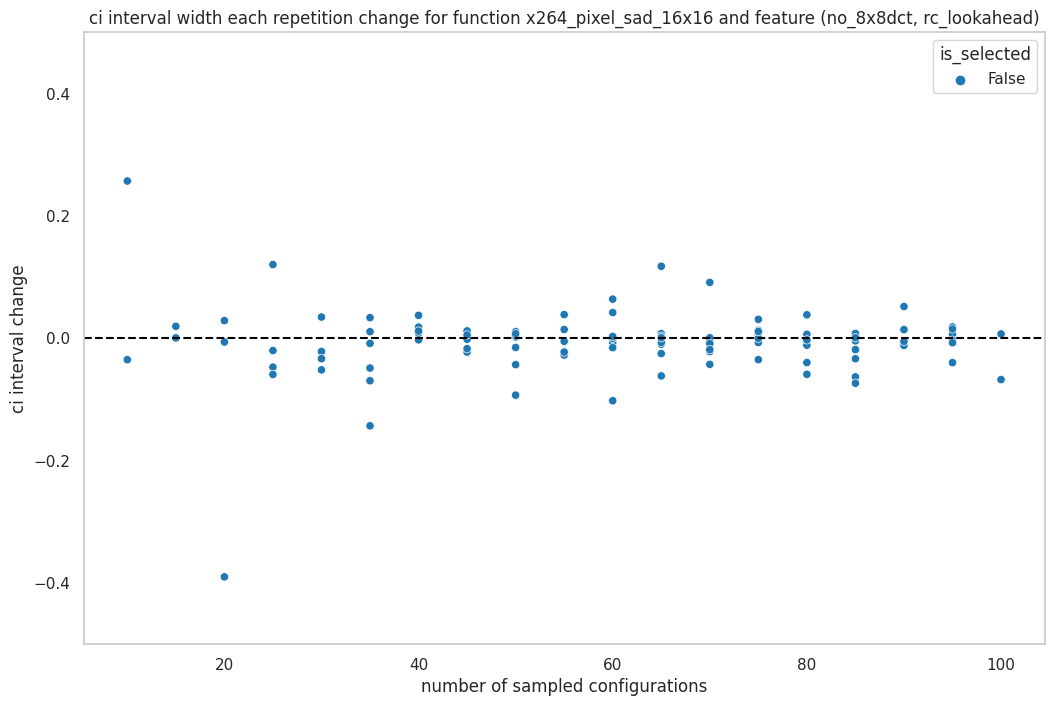 ci interval width each repetition change for function x264_pixel_sad_16x16 and feature (no_8x8dct, rc_lookahead)
is_selected
False
0.4
0.2
0.0
−0.2
−0.4
ci interval change
20
40
60
80
100
number of sampled configurations